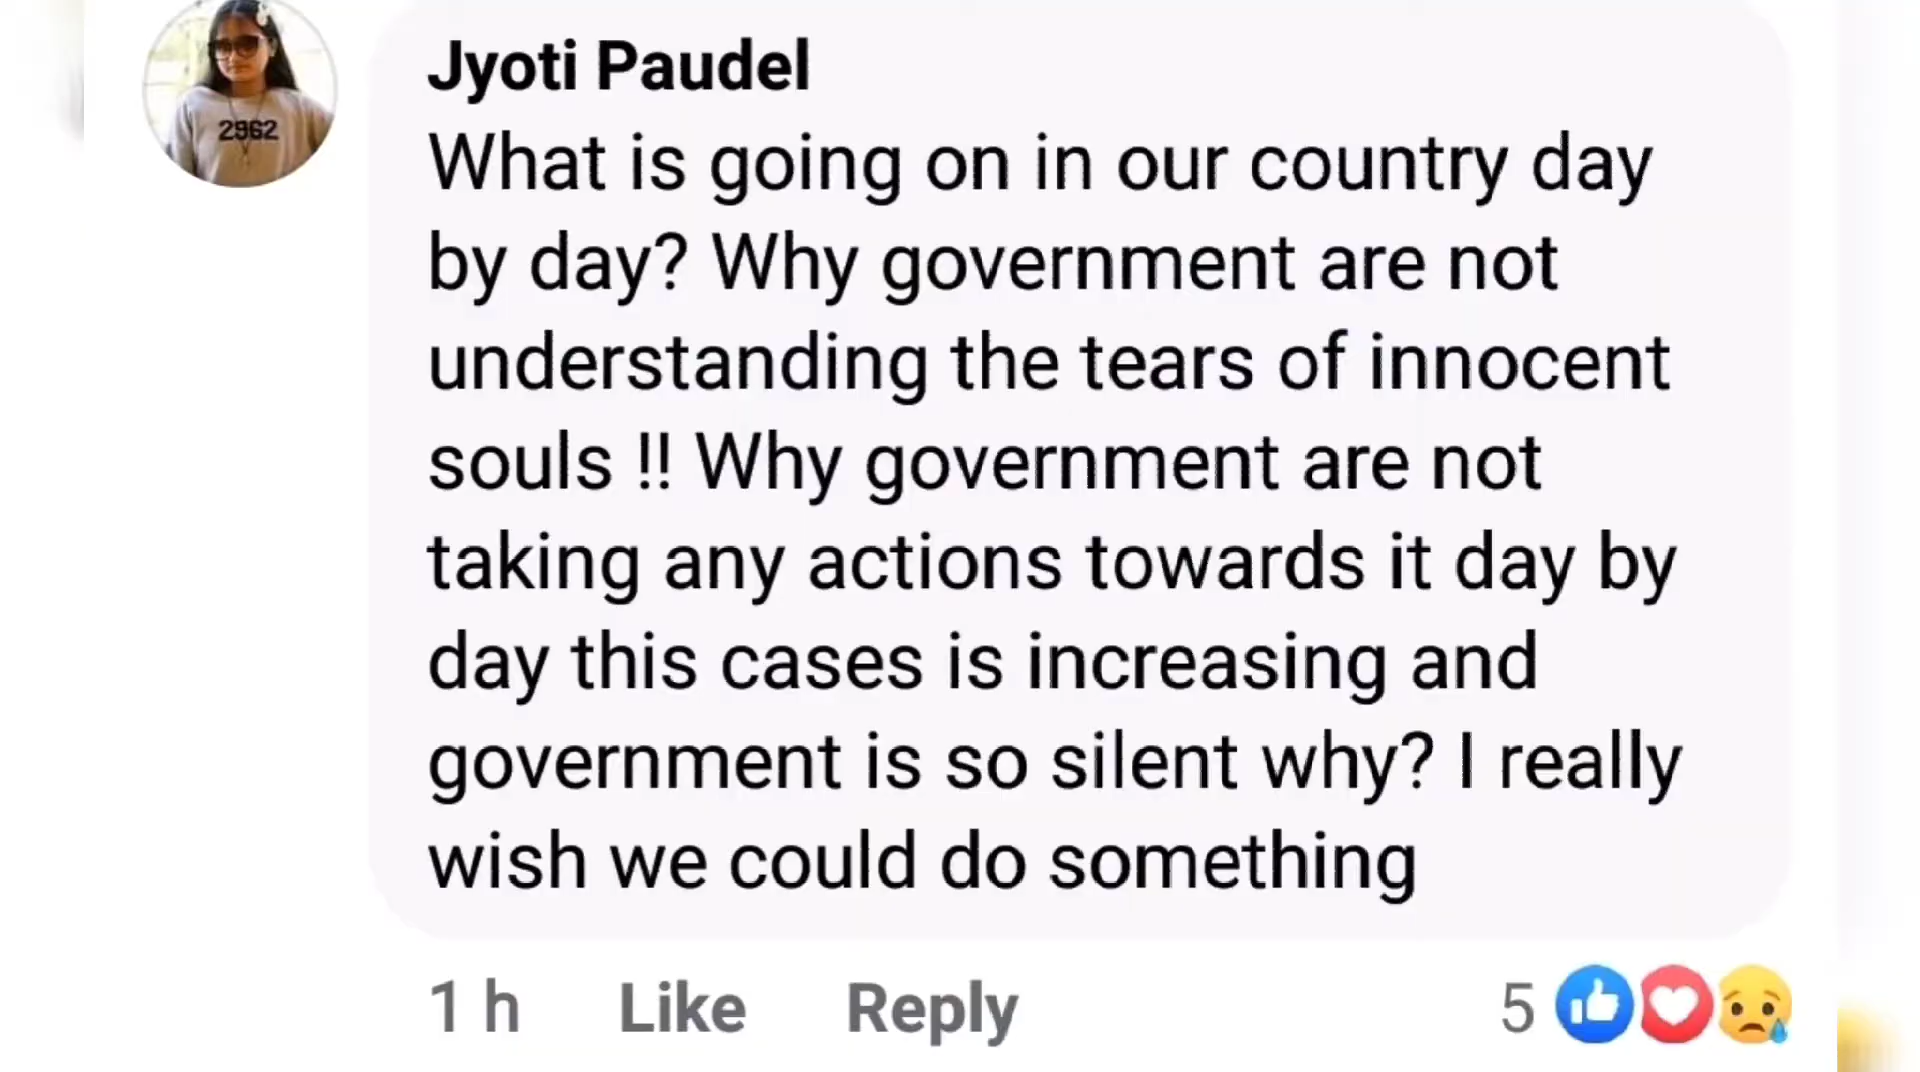 Jyoti Paudel
2962
What is going on in our country day
by day? Why government are not
understanding the tears of innocent
souls !! Why government are not
taking any actions towards it day by
day this cases is increasing and
government is so silent why? I really
wish we could do something
1 h Like Reply 5